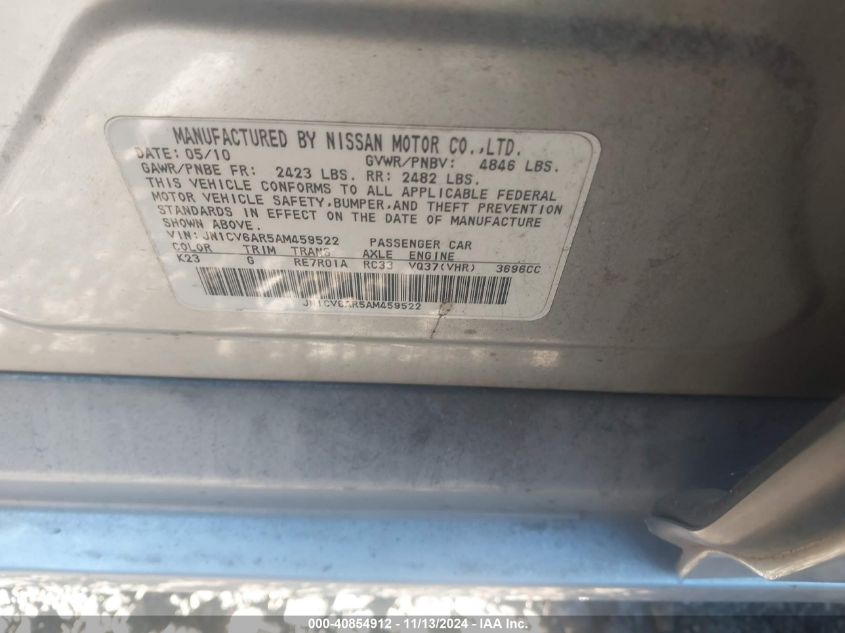 MANUFACTURED BY NISSAN MOTOR CO.,LTD.
DATE: 05/10 GVWR/PNBV: 4846 LBS.
GAWR/PNBE FR: 2423 LBS. RR: 2482 LBS.
THIS VEHICLE CONFORMS TO ALL APPLICABLE FEDERAL
MOTOR VEHICLE SAFETY,BUMPER,AND THEFT PREVENTION
STANDARDS IN EFFECT ON THE DATE OF MANUFACTURE
SHOWN ABOVE.
VIN: JN1CV6AR5AM459522 PASSENGER CAR
COLOR TRIM TRANS AXLE ENGINE
K23 G RE7R01A RC33 VQ37(VHR) 3696CC
JN1CV6AR5AM459522
000-40854912 - 11/13/2024 - IAA Inc.